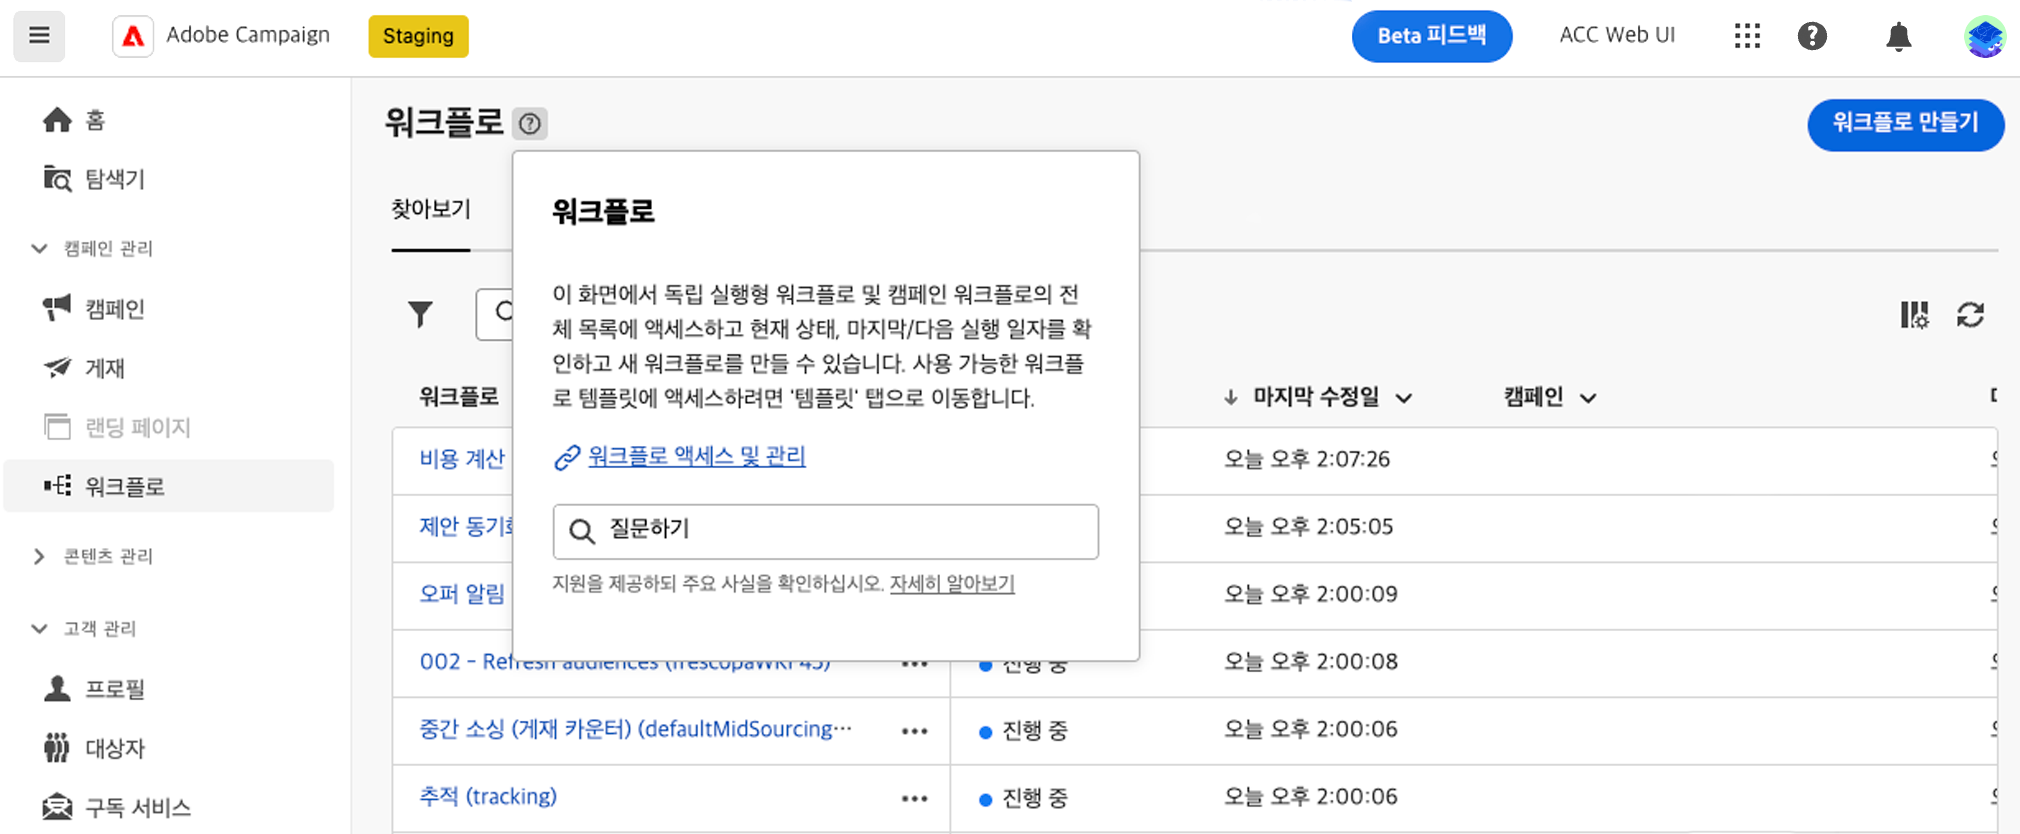 Adobe Campaign
Staging
Beta 피드백
ACC Web UI
홈
탐색기
캠페인 관리
캠페인
게재
랜딩 페이지
워크플로
콘텐츠 관리
고객 관리
프로필
대상자
구독 서비스
워크플로
워크플로 만들기
찾아보기
워크플로
이 화면에서 독립 실행형 워크플로 및 캠페인 워크플로의 전
체 목록에 액세스하고 현재 상태, 마지막/다음 실행 일자를 확
인하고 새 워크플로를 만들 수 있습니다. 사용 가능한 워크플
로 템플릿에 액세스하려면 '템플릿' 탭으로 이동합니다.
워크플로 액세스 및 관리
질문하기
지원을 제공하되 주요 사실을 확인하십시오. 자세히 알아보기
워크플로 마지막 수정일 캠페인
비용 계산 오늘 오후 2:07:26
제안 동기화 오늘 오후 2:05:05
오퍼 알림 오늘 오후 2:00:09
002 - Refresh audiences (frescopaWKF45) ••• 진행 중 오늘 오후 2:00:08
중간 소싱 (게재 카운터) (defaultMidSourcing… ••• 진행 중 오늘 오후 2:00:06
추적 (tracking) ••• 진행 중 오늘 오후 2:00:06